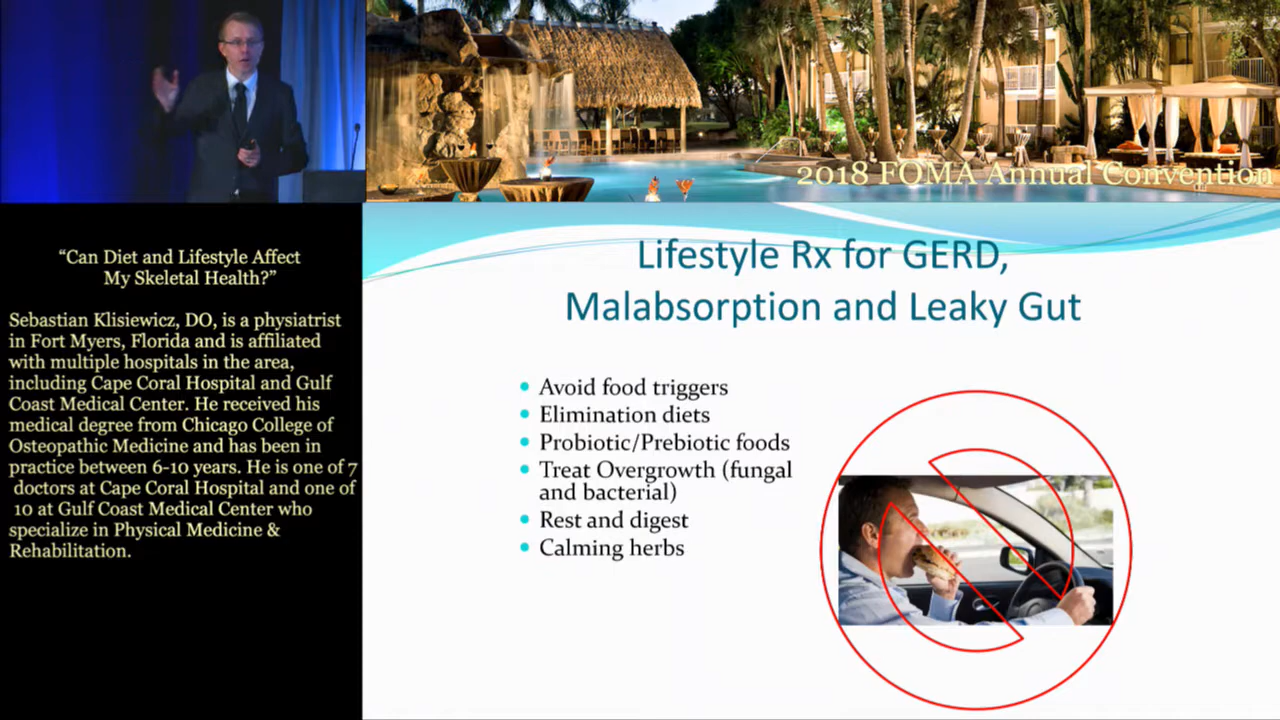 2018 FOMA Annual Convention
“Can Diet and Lifestyle Affect
My Skeletal Health?”
Sebastian Klisiewicz, DO, is a physiatrist
in Fort Myers, Florida and is affiliated
with multiple hospitals in the area,
including Cape Coral Hospital and Gulf
Coast Medical Center. He received his
medical degree from Chicago College of
Osteopathic Medicine and has been in
practice between 6-10 years. He is one of 7
doctors at Cape Coral Hospital and one of
10 at Gulf Coast Medical Center who
specialize in Physical Medicine &
Rehabilitation.
Lifestyle Rx for GERD,
Malabsorption and Leaky Gut
• Avoid food triggers
• Elimination diets
• Probiotic/Prebiotic foods
• Treat Overgrowth (fungal
and bacterial)
• Rest and digest
• Calming herbs